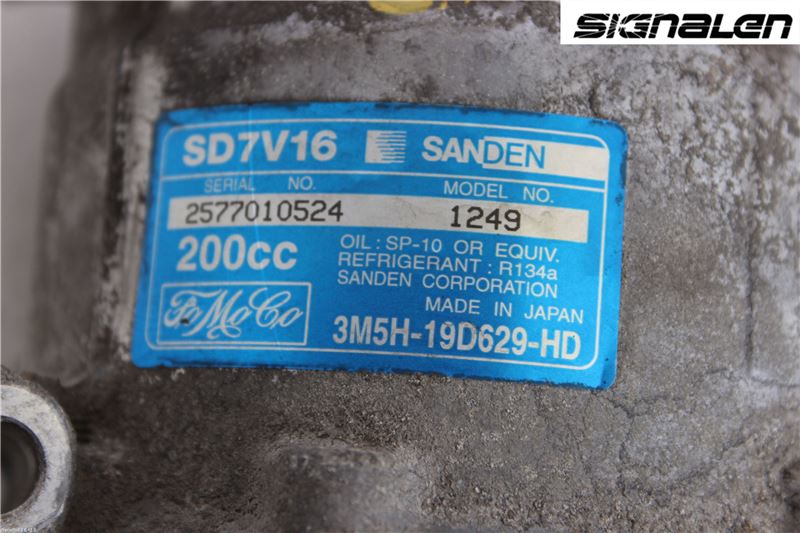 SIGNALEN
SD7V16 SANDEN
SERIAL NO. MODEL NO.
2577010524 1249
200cc OIL : SP-10 OR EQUIV.
REFRIGERANT : R134a
SANDEN CORPORATION
MADE IN JAPAN
FoMoCo 3M5H-19D629-HD